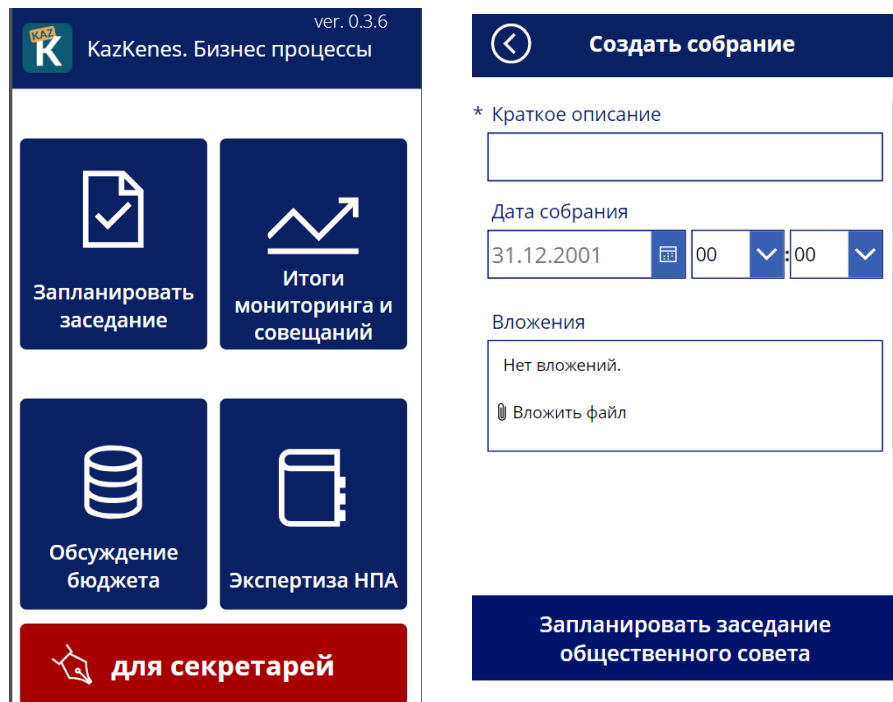 ver. 0.3.6
KAZ
K
KazKenes. Бизнес процессы
Запланировать
заседание
Итоги
мониторинга и
совещаний
Обсуждение
бюджета
Экспертиза НПА
для секретарей
Создать собрание
* Краткое описание
Дата собрания
31.12.2001 00 : 00
Вложения
Нет вложений.
Вложить файл
Запланировать заседание
общественного совета